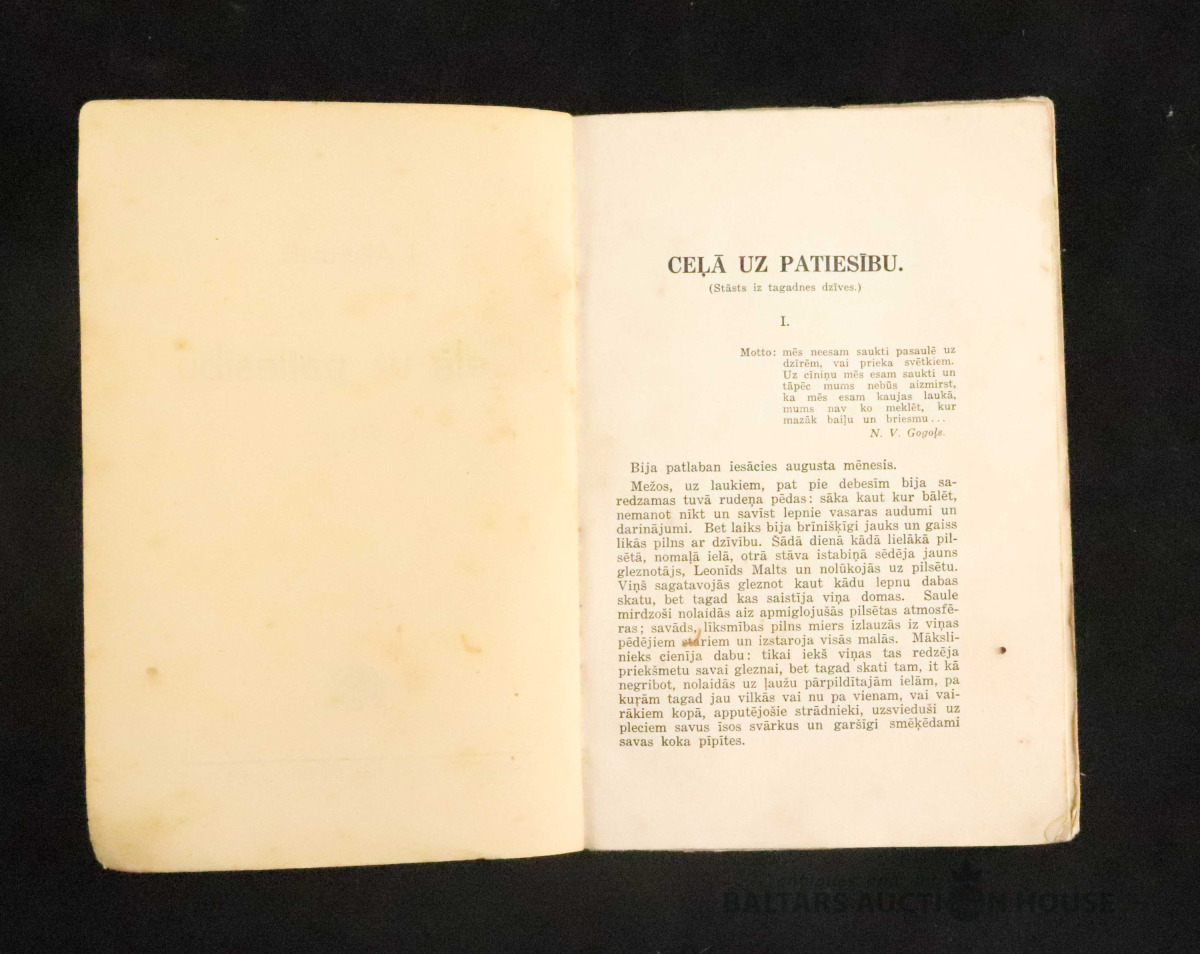 CEĻĀ UZ PATIESĪBU.
(Stāsts iz tagadnes dzīves.)
I.
Motto: mēs neesam saukti pasaulē uz
dzīrēm, vai prieka svētkiem.
Uz cīniņu mēs esam saukti un
tāpēc mums nebūs aizmirst,
ka mēs esam kaujas laukā,
mums nav ko meklēt, kur
mazāk baiļu un briesmu...
N. V. Gogoļs.
Bija patlaban iesācies augusta mēnesis.
Mežos, uz laukiem, pat pie debesīm bija sa-
redzamas tuvā rudeņa pēdas: sāka kaut kur bālēt,
nemanot nīkt un savīst lepnie vasaras audumi un
darinājumi. Bet laiks bija brīnišķīgi jauks un gaiss
likās pilns ar dzīvību. Šādā dienā kādā lielākā pil-
sētā, nomaļā ielā, otrā stāva istabiņā sēdēja jauns
gleznotājs, Leonīds Malts un nolūkojās uz pilsētu.
Viņš sagatavojās gleznot kaut kādu lepnu dabas
skatu, bet tagad kas saistīja viņa domas. Saule
mirdzoši nolaidās aiz apmiglojušās pilsētas atmosfē-
ras; savāds, līksmības pilns miers izlauzās iz viņas
pēdējiem stariem un izstaroja visās malās. Māksli-
nieks cienīja dabu: tikai iekš viņas tas redzēja
priekšmetu savai gleznai, bet tagad skati tam, it kā
negribot, nolaidās uz ļaužu pārpildītajām ielām, pa
kuŗām tagad jau vilkās vai nu pa vienam, vai vai-
rākiem kopā, apputējošie strādnieki, uzsvieduši uz
pleciem savus īsos svārkus un garšīgi smēķēdami
savas koka pīpītes.
BALTARS AUCTION HOUSE